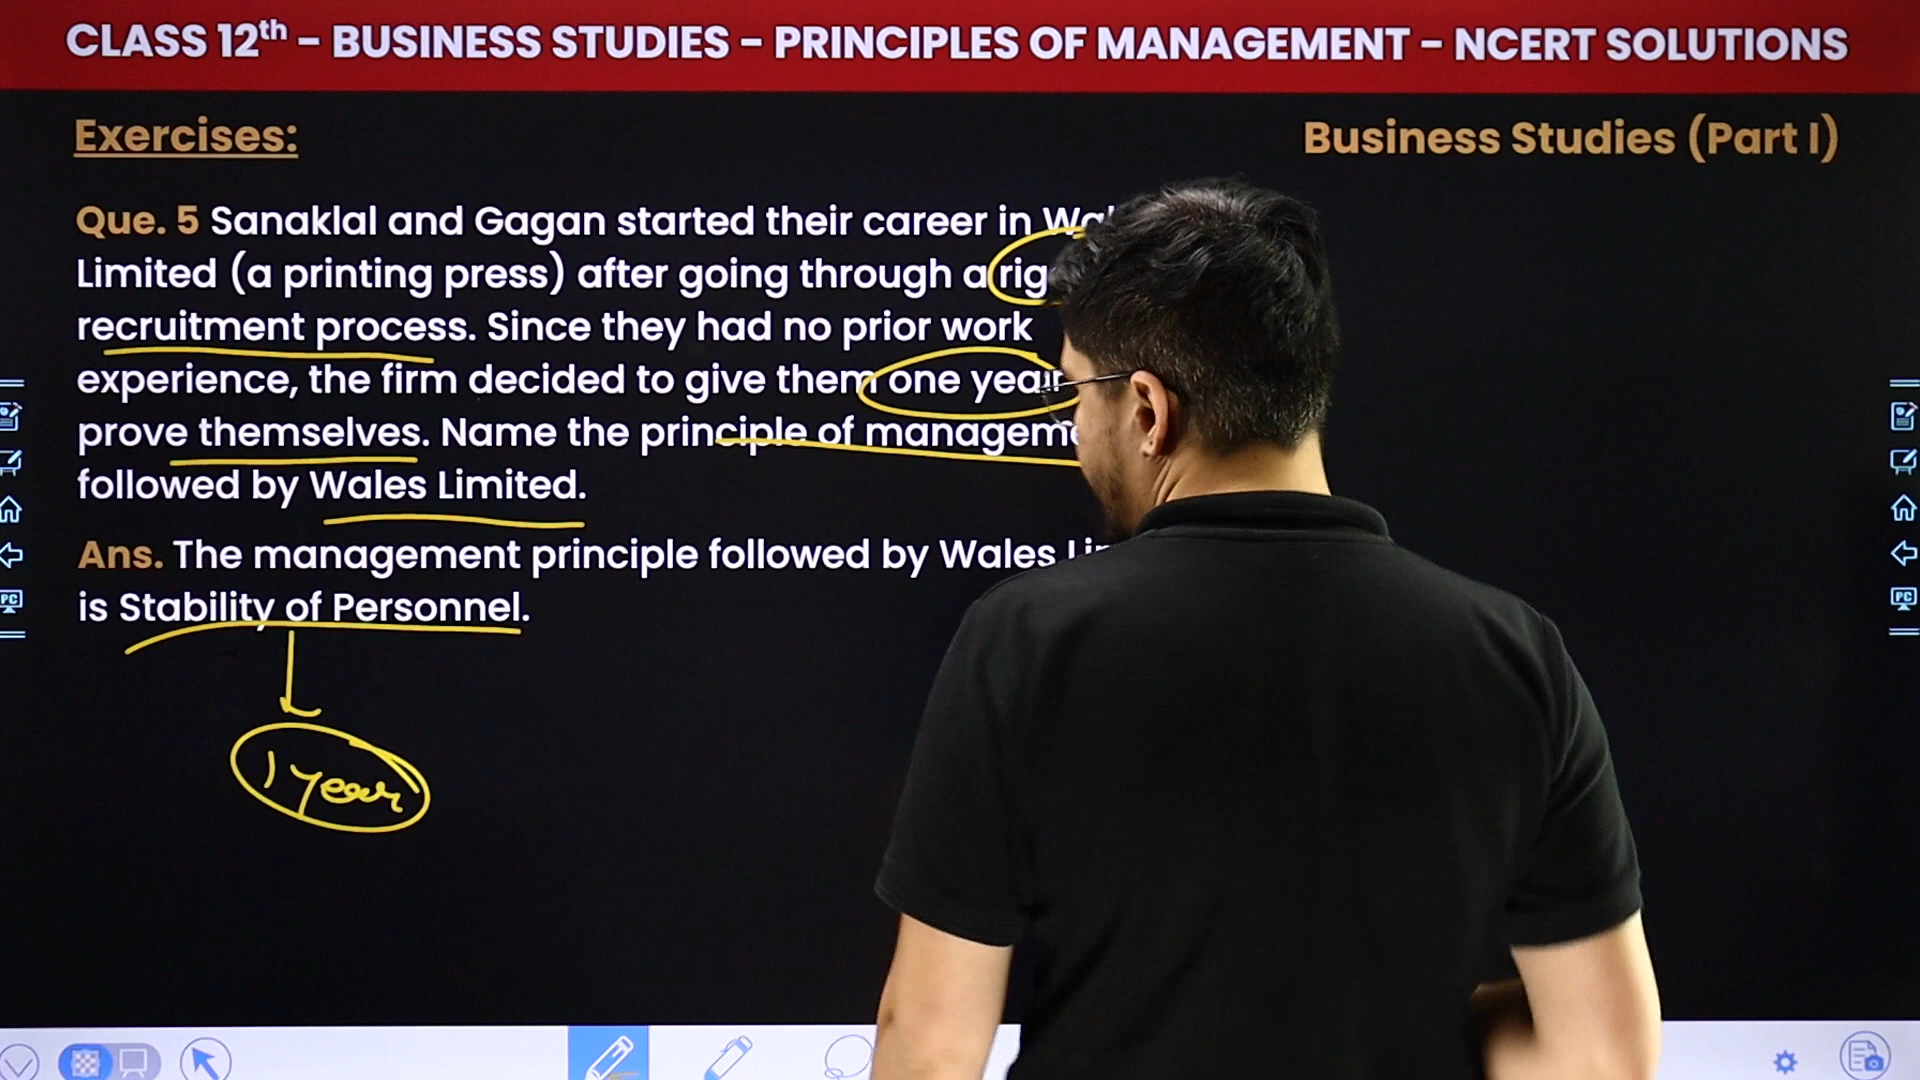 CLASS 12th - BUSINESS STUDIES - PRINCIPLES OF MANAGEMENT - NCERT SOLUTIONS
Exercises:
Business Studies (Part I)
Que. 5 Sanaklal and Gagan started their career in
Limited (a printing press) after going through a
recruitment process. Since they had no prior work
experience, the firm decided to give them one year
prove themselves. Name the principle of
followed by Wales Limited.
Ans. The management principle followed by Wales
is Stability of Personnel.
1 year
PC
PC